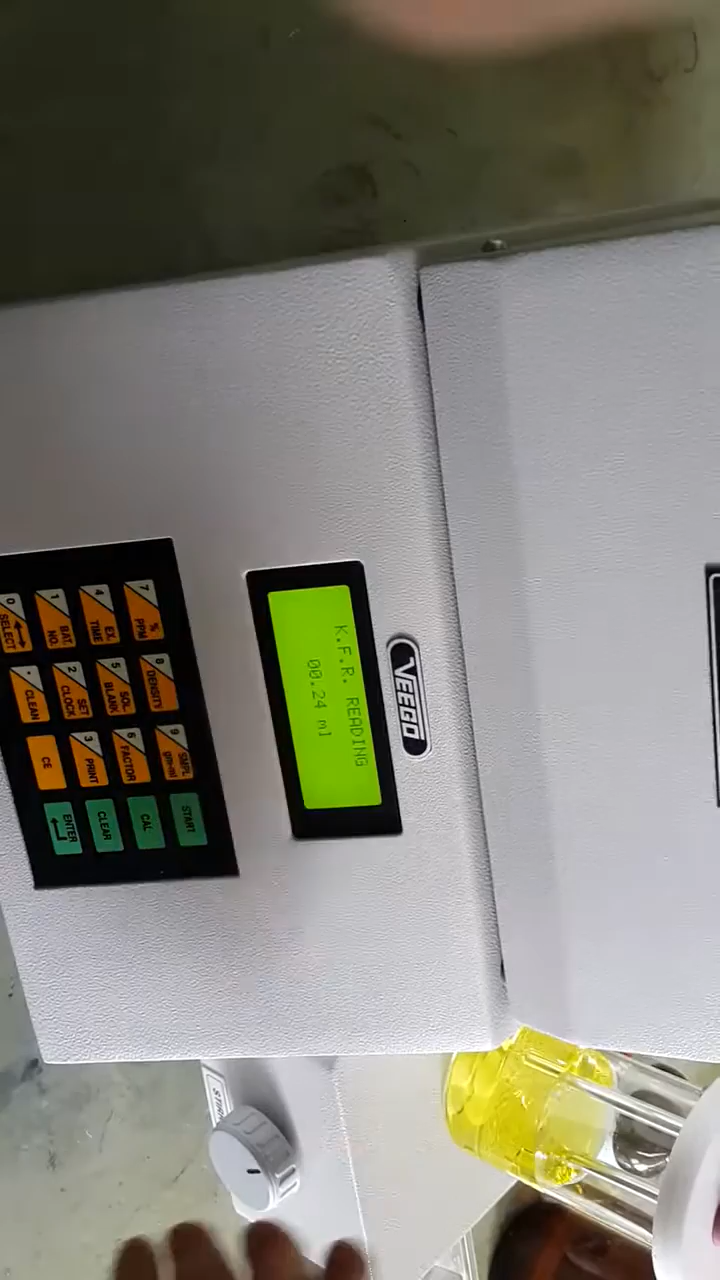 VEEGO
K.F.R. READING
00.24 ml
7 % PPM
8 DENSITY
9 SMPL gm-ml
START
4 EX. TIME
5 SOL. BLANK
6 FACTOR
CAL
1 BAT. NO.
2 SET CLOCK
3 PRINT
CLEAR
0 SELECT
* CLEAN
CE
ENTER